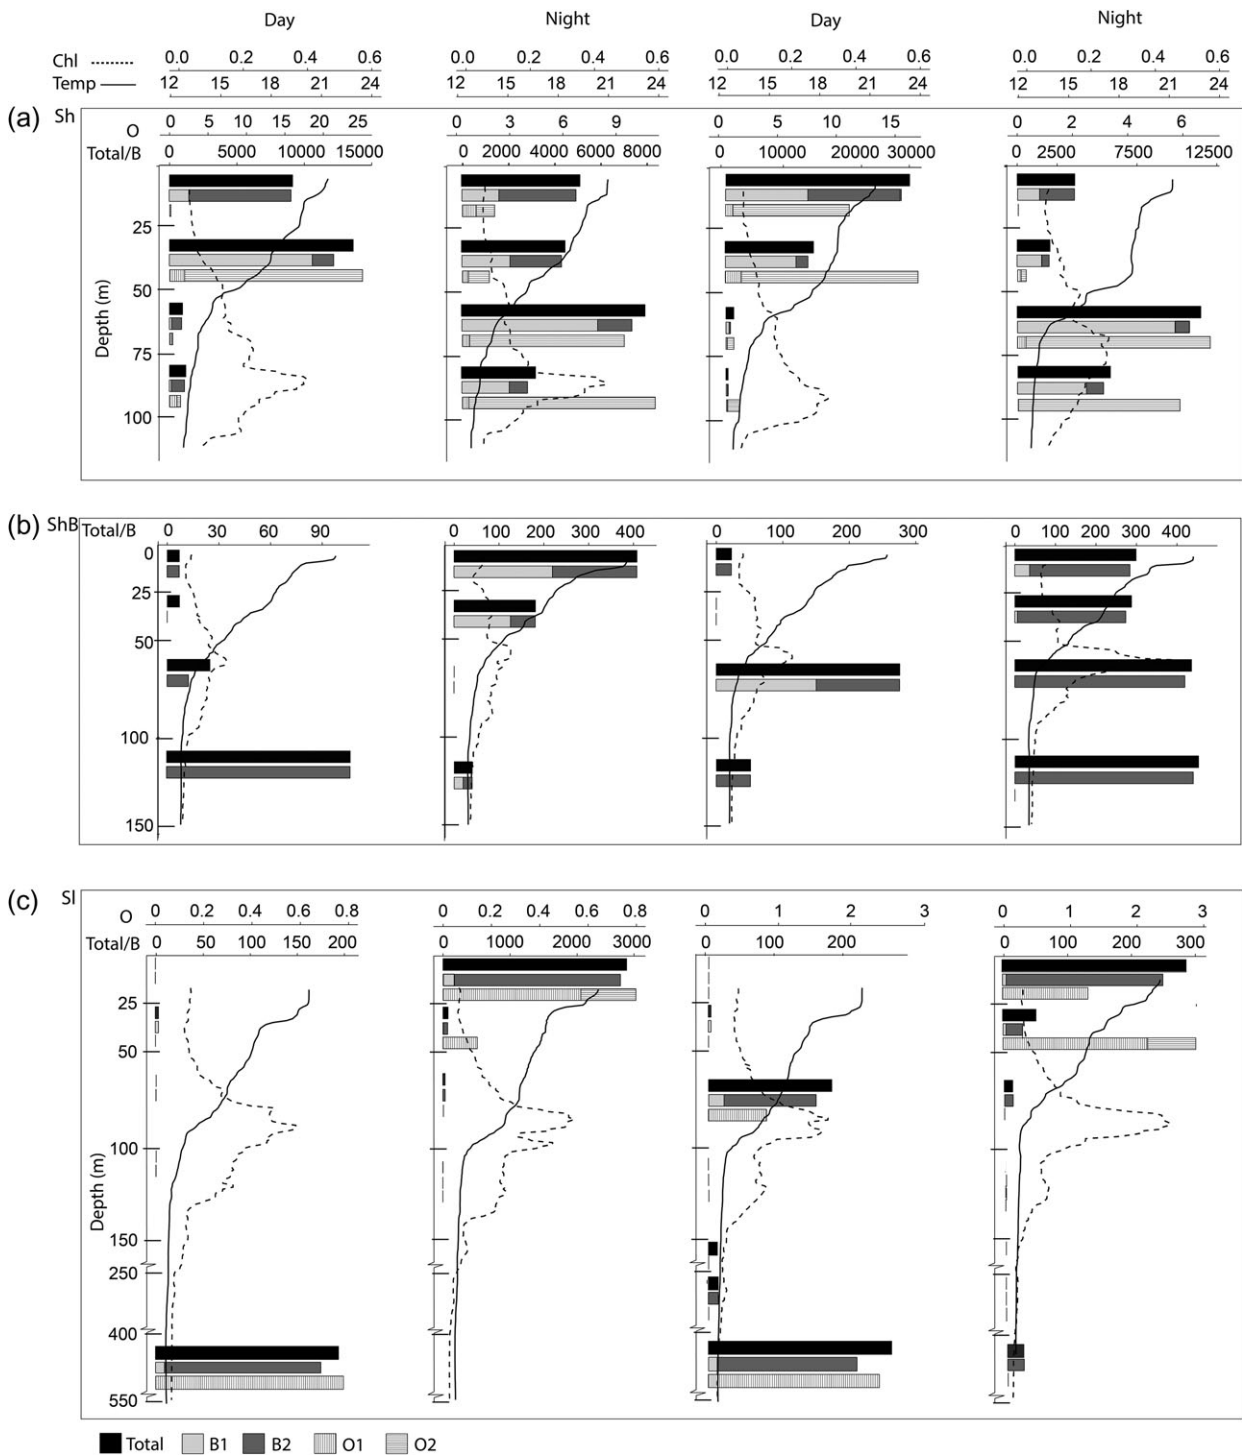 Day Night Day Night
Chl 0.0 0.2 0.4 0.6 0.0 0.2 0.4 0.6 0.0 0.2 0.4 0.6 0.0 0.2 0.4 0.6
Temp 12 15 18 21 24 12 15 18 21 24 12 15 18 21 24 12 15 18 21 24
(a) Sh
O 0 5 10 15 20 25 0 3 6 9 0 5 10 15 0 2 4 6
Total/B 0 5000 10000 15000 0 2000 4000 6000 8000 0 10000 20000 30000 0 2500 7500 12500
Depth (m)
25
50
75
100
(b) ShB Total/B 0 30 60 90 0 100 200 300 400 0 100 200 300 0 100 200 300 400
0
25
50
100
150
(c) Sl
O 0 0.2 0.4 0.6 0.8 0 0.2 0.4 0.6 0.8 0 1 2 3 0 1 2 3
Total/B 0 50 100 150 200 0 1000 2000 3000 0 100 200 0 100 200 300
Depth (m)
25
50
100
150
250
400
550
Total B1 B2 O1 O2